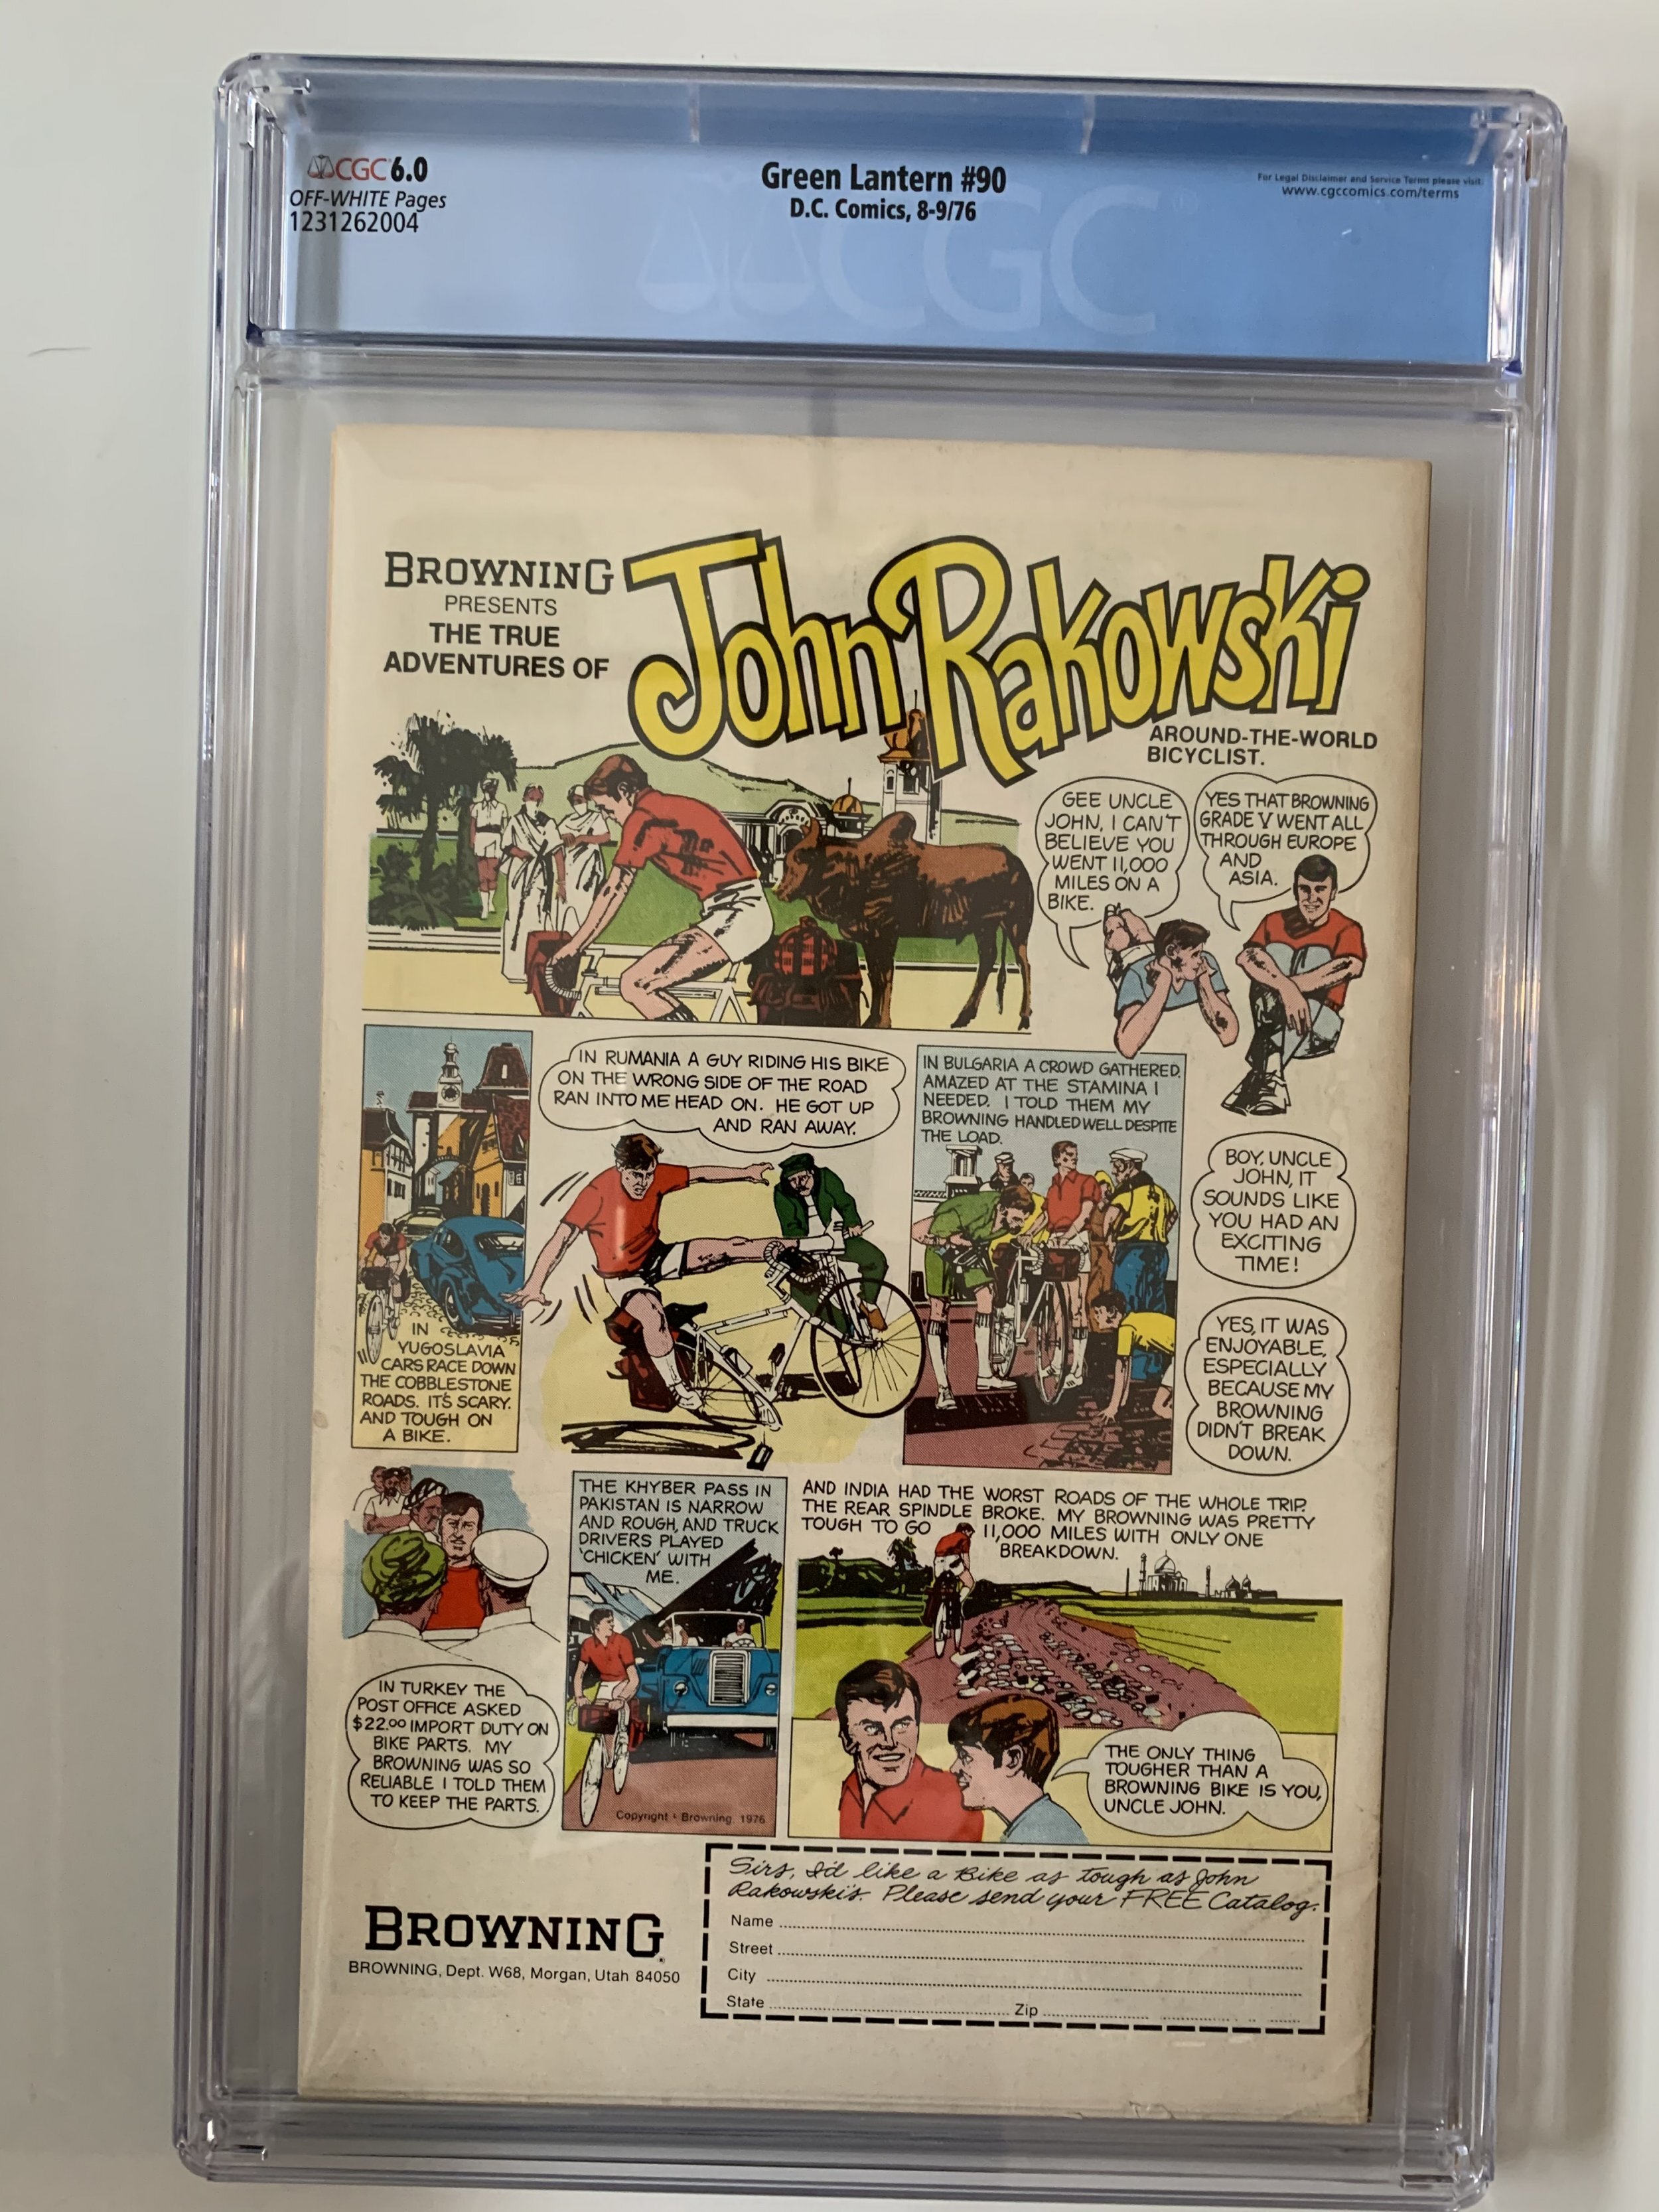 CGC 6.0
OFF-WHITE Pages
1231262004
Green Lantern #90
D.C. Comics, 8-9/76
For Legal Disclaimer and Service Terms please visit:
www.cgccomics.com/terms
CGC
BROWNING
PRESENTS
THE TRUE
ADVENTURES OF
John Rakowski
AROUND-THE-WORLD
BICYCLIST.
GEE UNCLE
JOHN, I CAN'T
BELIEVE YOU
WENT 11,000
MILES ON A
BIKE.
YES THAT BROWNING
GRADE V WENT ALL
THROUGH EUROPE
AND
ASIA.
IN
YUGOSLAVIA
CARS RACE DOWN
THE COBBLESTONE
ROADS. IT'S SCARY.
AND TOUGH ON
A BIKE.
IN RUMANIA A GUY RIDING HIS BIKE
ON THE WRONG SIDE OF THE ROAD
RAN INTO ME HEAD ON. HE GOT UP
AND RAN AWAY.
IN BULGARIA A CROWD GATHERED,
AMAZED AT THE STAMINA I
NEEDED. I TOLD THEM MY
BROWNING HANDLED WELL DESPITE
THE LOAD.
BOY, UNCLE
JOHN, IT
SOUNDS LIKE
YOU HAD AN
EXCITING
TIME!
YES, IT WAS
ENJOYABLE,
ESPECIALLY
BECAUSE MY
BROWNING
DIDN'T BREAK
DOWN.
IN TURKEY THE
POST OFFICE ASKED
$22.00 IMPORT DUTY ON
BIKE PARTS. MY
BROWNING WAS SO
RELIABLE I TOLD THEM
TO KEEP THE PARTS.
THE KHYBER PASS IN
PAKISTAN IS NARROW
AND ROUGH, AND TRUCK
DRIVERS PLAYED
'CHICKEN' WITH
ME.
Copyright Browning, 1976
AND INDIA HAD THE WORST ROADS OF THE WHOLE TRIP.
THE REAR SPINDLE BROKE. MY BROWNING WAS PRETTY
TOUGH TO GO 11,000 MILES WITH ONLY ONE
BREAKDOWN.
THE ONLY THING
TOUGHER THAN A
BROWNING BIKE IS YOU,
UNCLE JOHN.
BROWNING
BROWNING, Dept. W68, Morgan, Utah 84050
Sirs, I'd like a Bike as tough as John
Rakowski's. Please send your FREE Catalog.
Name
Street
City
State Zip